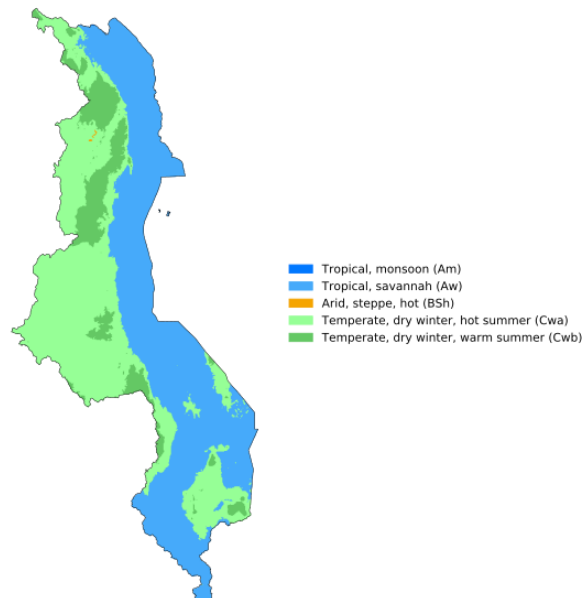 Tropical, monsoon (Am)
Tropical, savannah (Aw)
Arid, steppe, hot (BSh)
Temperate, dry winter, hot summer (Cwa)
Temperate, dry winter, warm summer (Cwb)